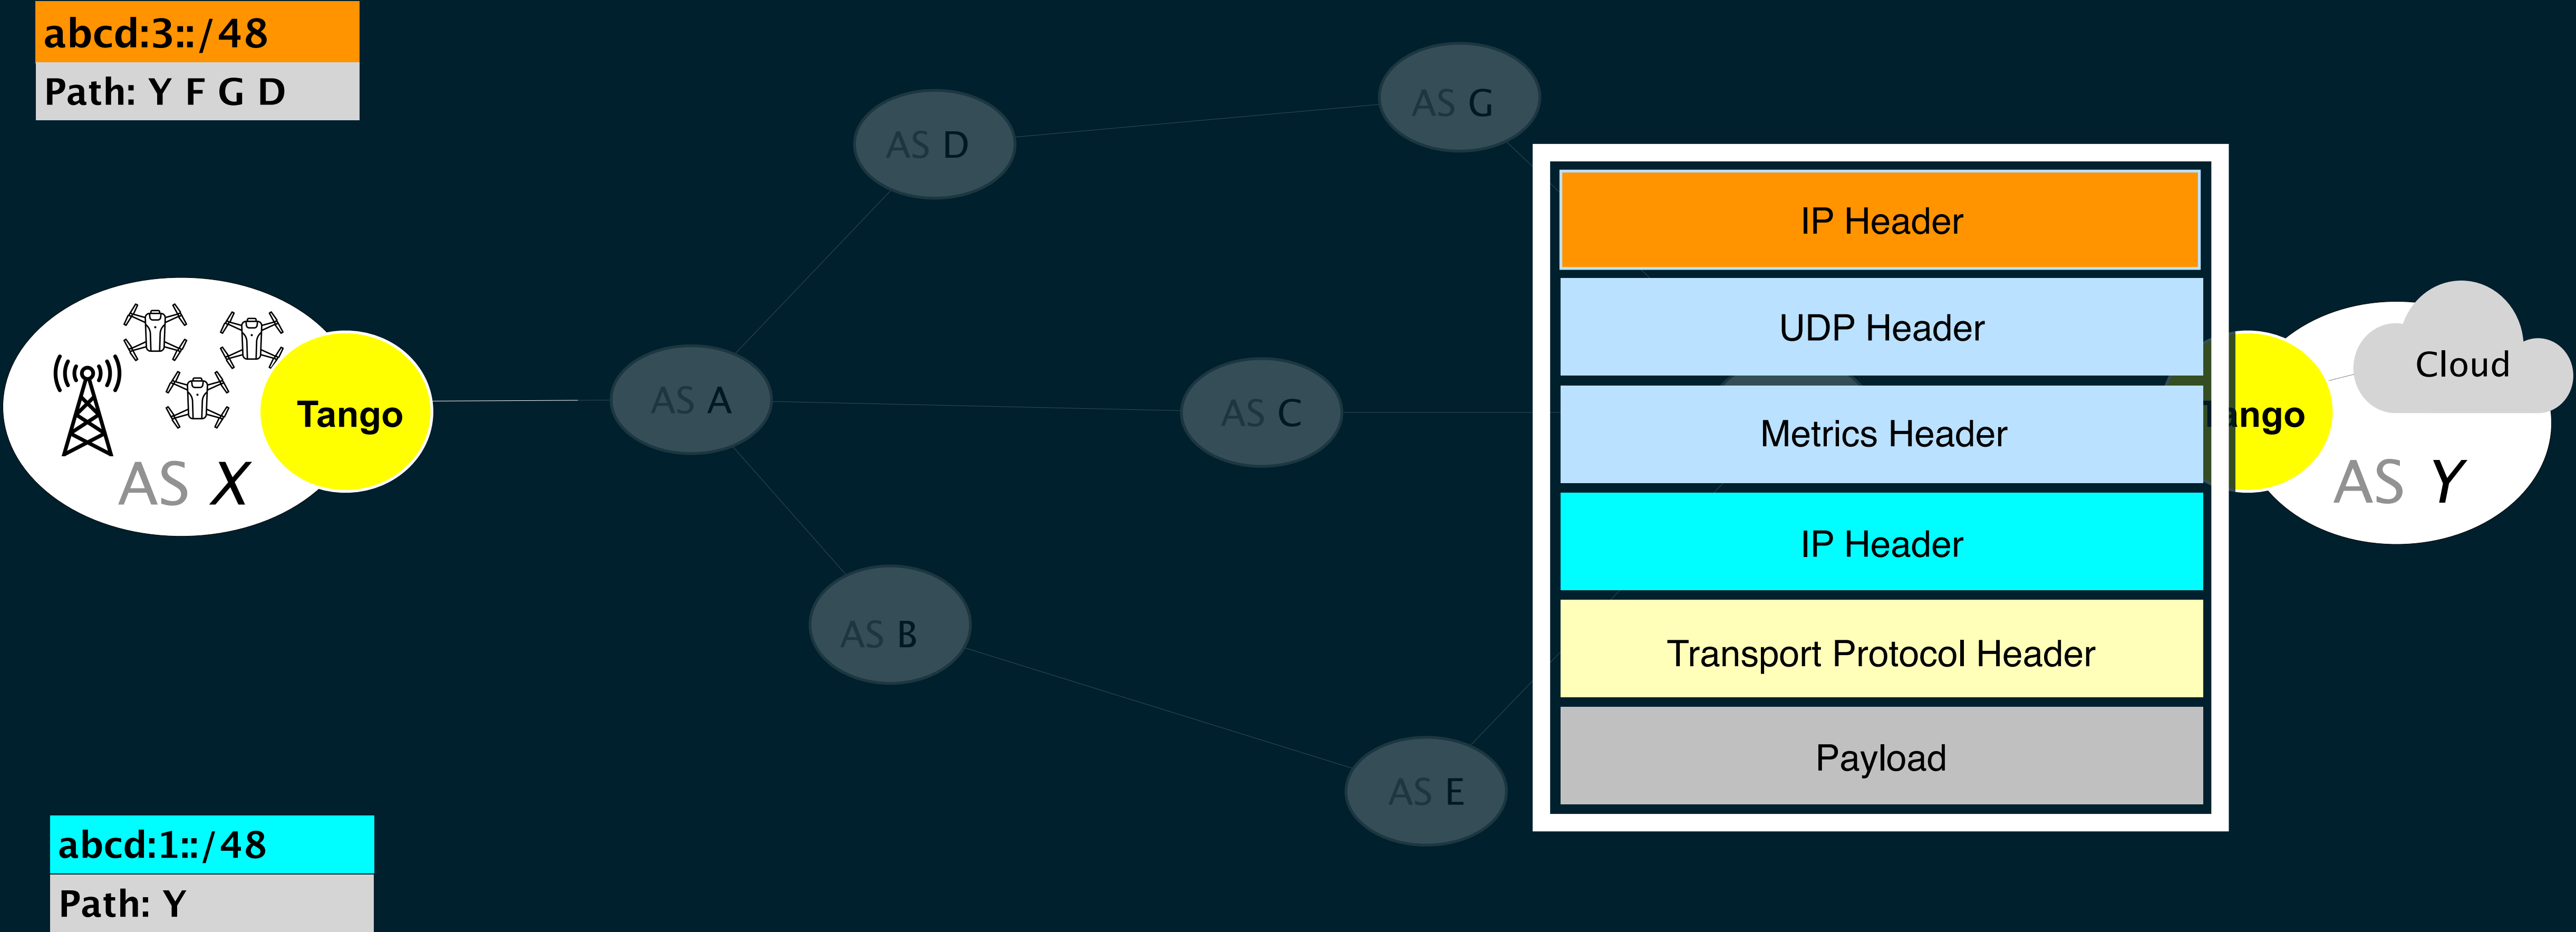 abcd:3::/48
Path: Y F G D
AS D
AS G
IP Header
UDP Header
Metrics Header
IP Header
Transport Protocol Header
Payload
Tango
AS X
AS A
AS C
AS B
AS E
Tango
Cloud
AS Y
abcd:1::/48
Path: Y